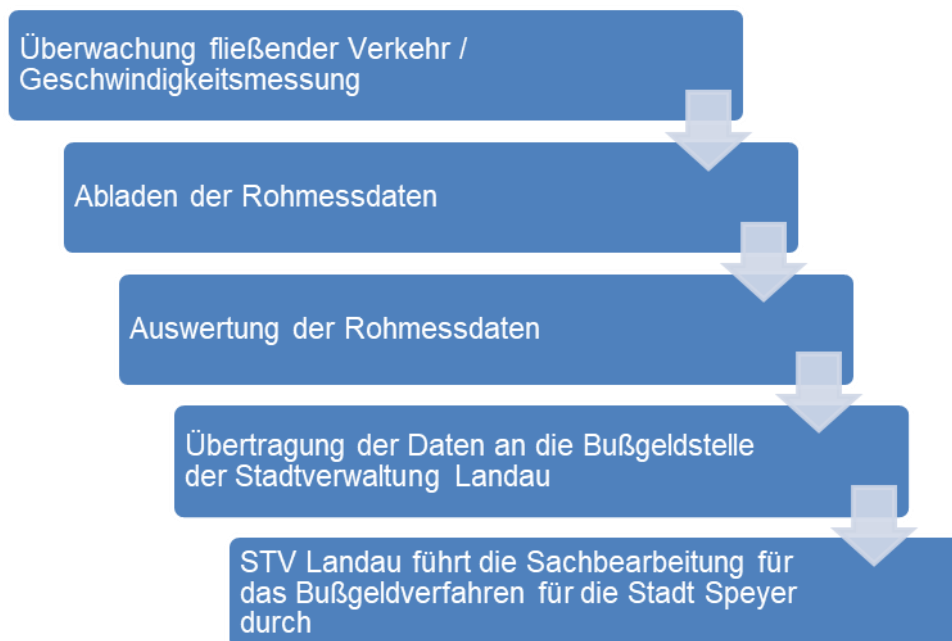 Überwachung fließender Verkehr /
Geschwindigkeitsmessung
Abladen der Rohmessdaten
Auswertung der Rohmessdaten
Übertragung der Daten an die Bußgeldstelle
der Stadtverwaltung Landau
STV Landau führt die Sachbearbeitung für
das Bußgeldverfahren für die Stadt Speyer
durch